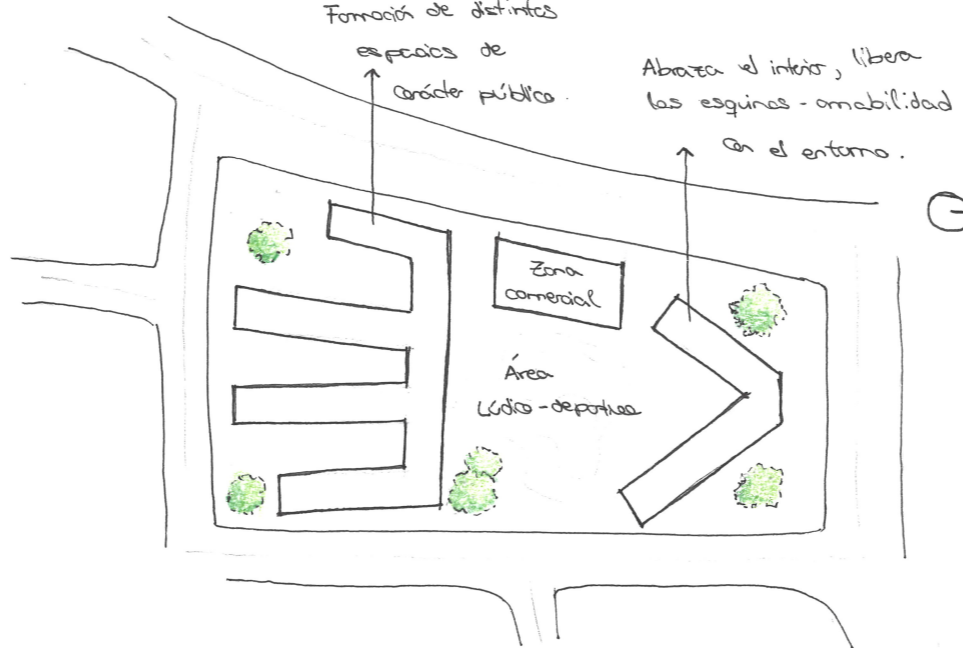 Formación de distintos
espacios de
carácter público.
Abraza el interior, libera
las esquinas - amabilidad
con el entorno.
Zona
comercial
Área
Lúdico-deportiva